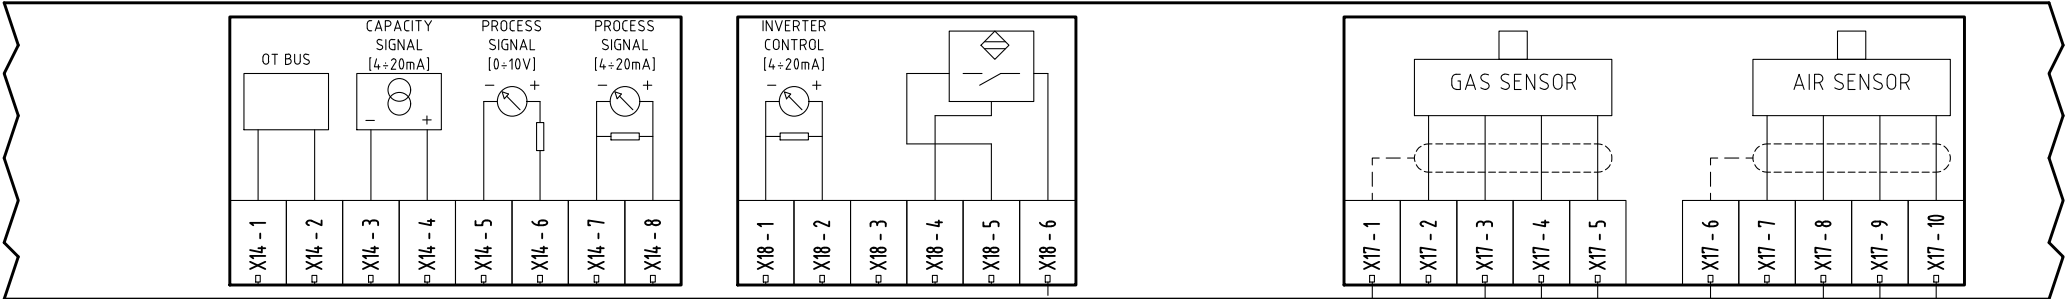 OT BUS
CAPACITY
SIGNAL
[4÷20mA]
- +
PROCESS
SIGNAL
[0÷10V]
- +
PROCESS
SIGNAL
[4÷20mA]
- +
INVERTER
CONTROL
[4÷20mA]
- +
GAS SENSOR
AIR SENSOR
X14 - 1
X14 - 2
X14 - 3
X14 - 4
X14 - 5
X14 - 6
X14 - 7
X14 - 8
X18 - 1
X18 - 2
X18 - 3
X18 - 4
X18 - 5
X18 - 6
X17 - 1
X17 - 2
X17 - 3
X17 - 4
X17 - 5
X17 - 6
X17 - 7
X17 - 8
X17 - 9
X17 - 10